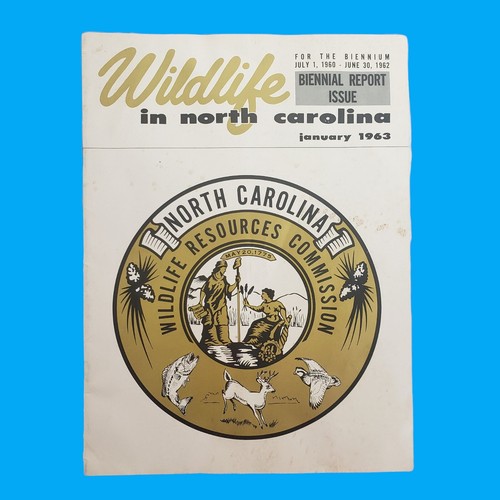 Wildlife
FOR THE BIENNIUM
JULY 1, 1960 - JUNE 30, 1962
BIENNIAL REPORT
ISSUE
in north carolina
january 1963
NORTH CAROLINA
WILDLIFE RESOURCES COMMISSION
MAY 20 1775